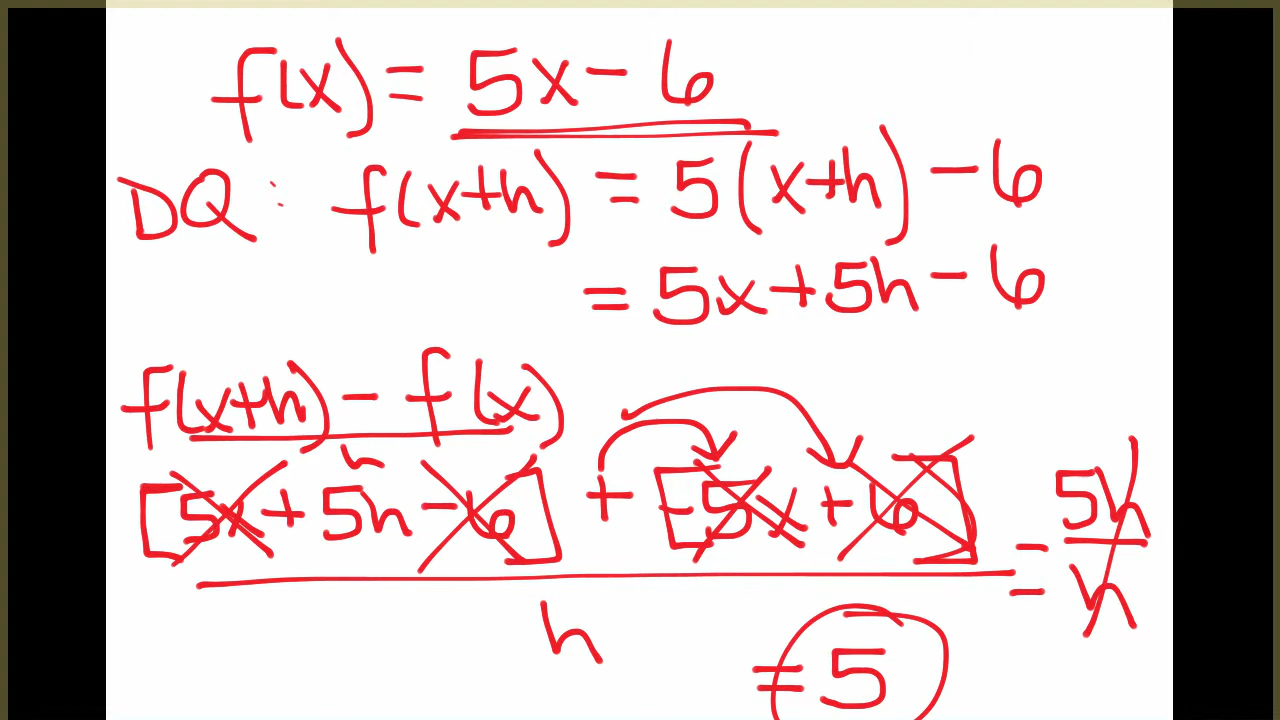 f(x) = 5x - 6
DQ: f(x+h) = 5(x+h) - 6
= 5x + 5h - 6
f(x+h) - f(x)
h
[5x + 5h - 6] + [-5x + 6]
h
= 5h
h
= 5